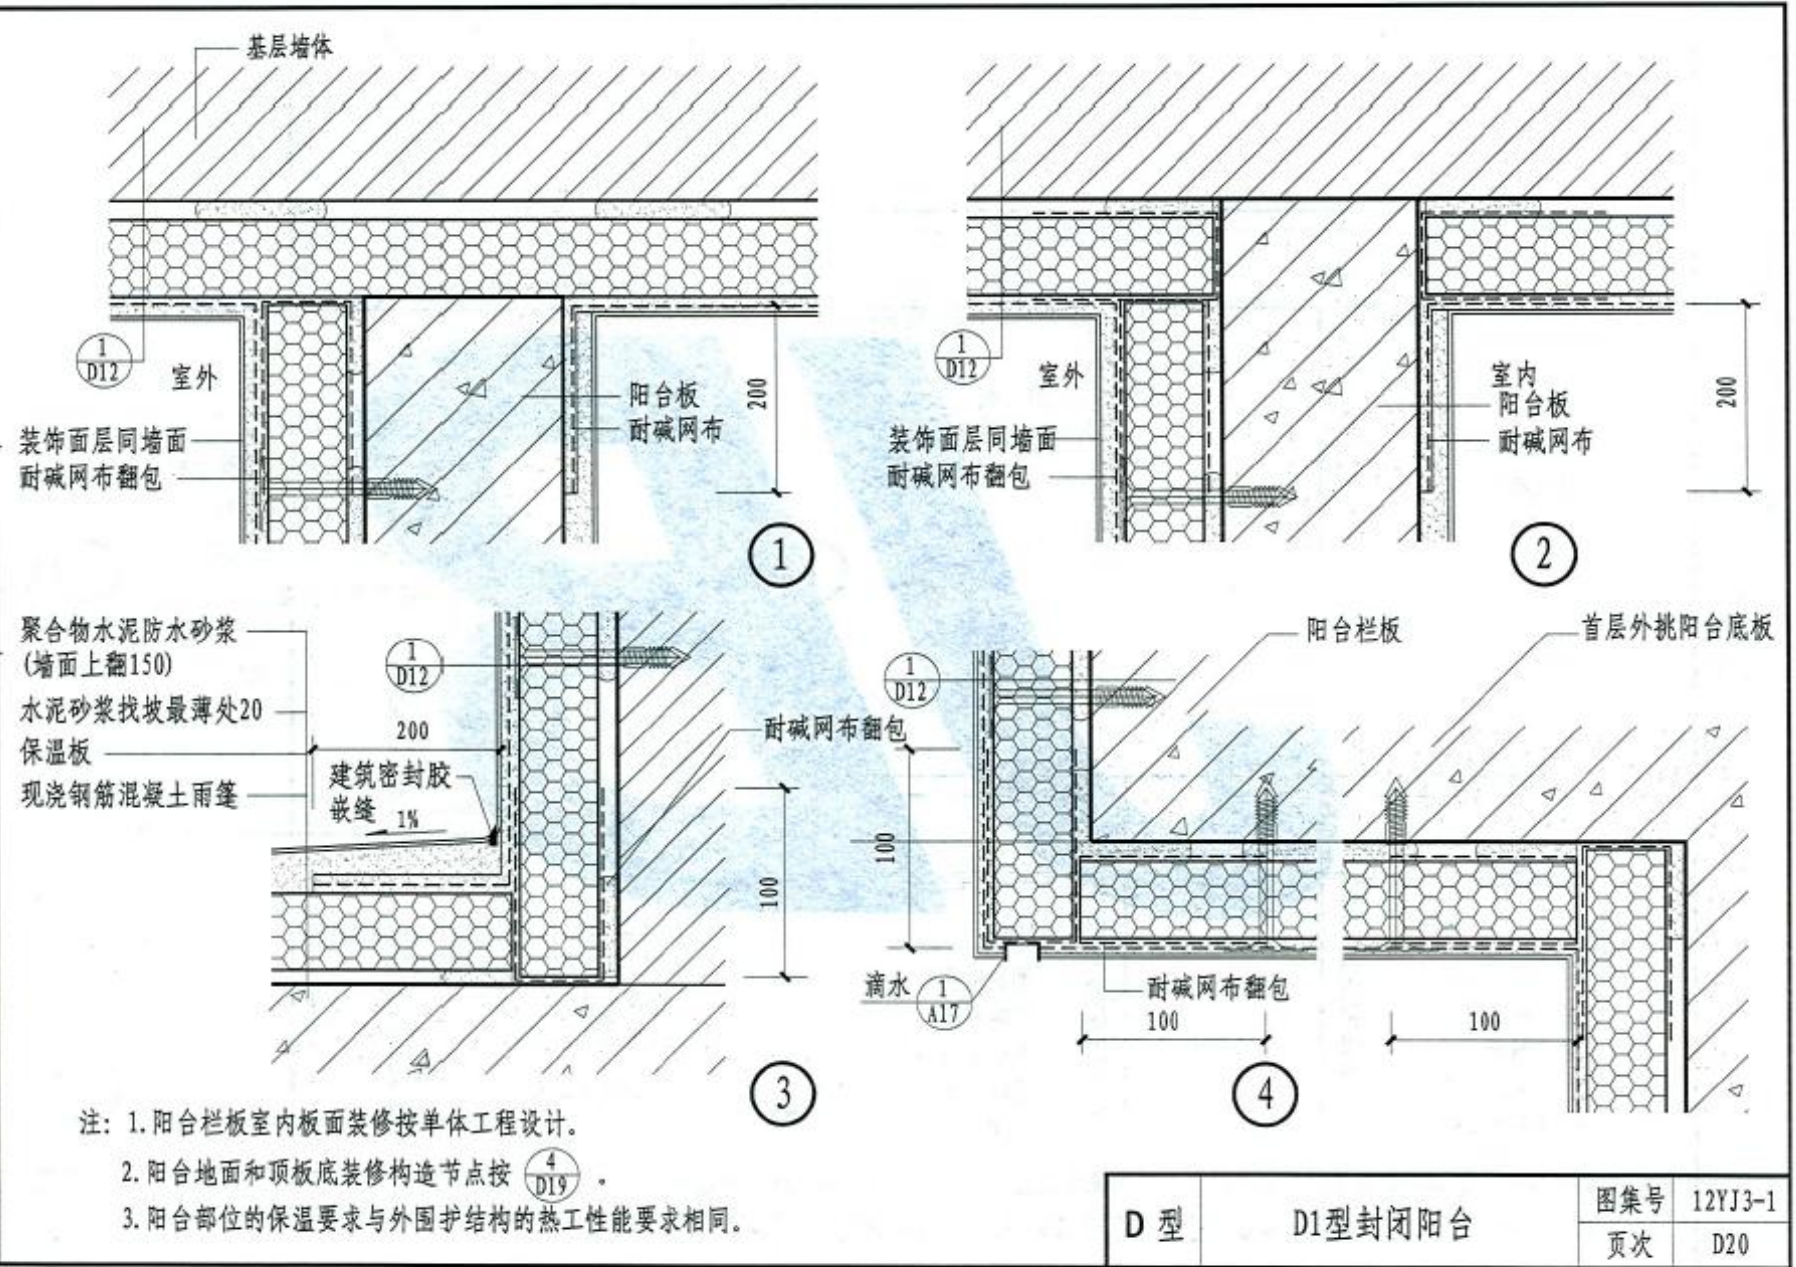 基层墙体
1
D12
室外
装饰面层同墙面
耐碱网布翻包
阳台板
耐碱网布
200
1
1
D12
室外
装饰面层同墙面
耐碱网布翻包
室内
阳台板
耐碱网布
200
2
聚合物水泥防水砂浆
(墙面上翻150)
水泥砂浆找坡最薄处20
保温板
现浇钢筋混凝土雨篷
1
D12
200
建筑密封胶
嵌缝
1%
耐碱网布翻包
100
3
阳台栏板
首层外挑阳台底板
1
D12
100
滴水
1
A17
耐碱网布翻包
100
100
4
注: 1.阳台栏板室内板面装修按单体工程设计。
2.阳台地面和顶板底装修构造节点按 4/D19 。
3.阳台部位的保温要求与外围护结构的热工性能要求相同。
D 型
D1型封闭阳台
图集号 12YJ3-1
页次 D20